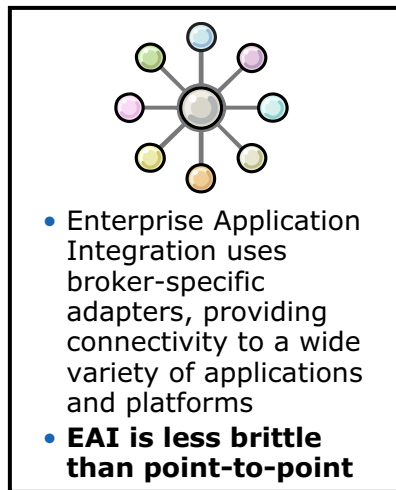 • Enterprise Application
Integration uses
broker-specific
adapters, providing
connectivity to a wide
variety of applications
and platforms
• EAI is less brittle
than point-to-point